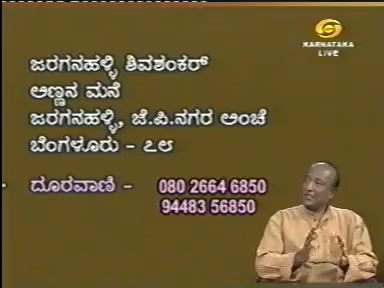 KARNATAKA
LIVE
ಜರಗನಹಳ್ಳಿ ಶಿವಶಂಕರ್
ಅಣ್ಣನ ಮನೆ
ಜರಗನಹಳ್ಳಿ, ಜೆ.ಪಿ.ನಗರ ಅಂಚೆ
ಬೆಂಗಳೂರು - ೭೮
ದೂರವಾಣಿ - 080 2664 6850
94483 56850